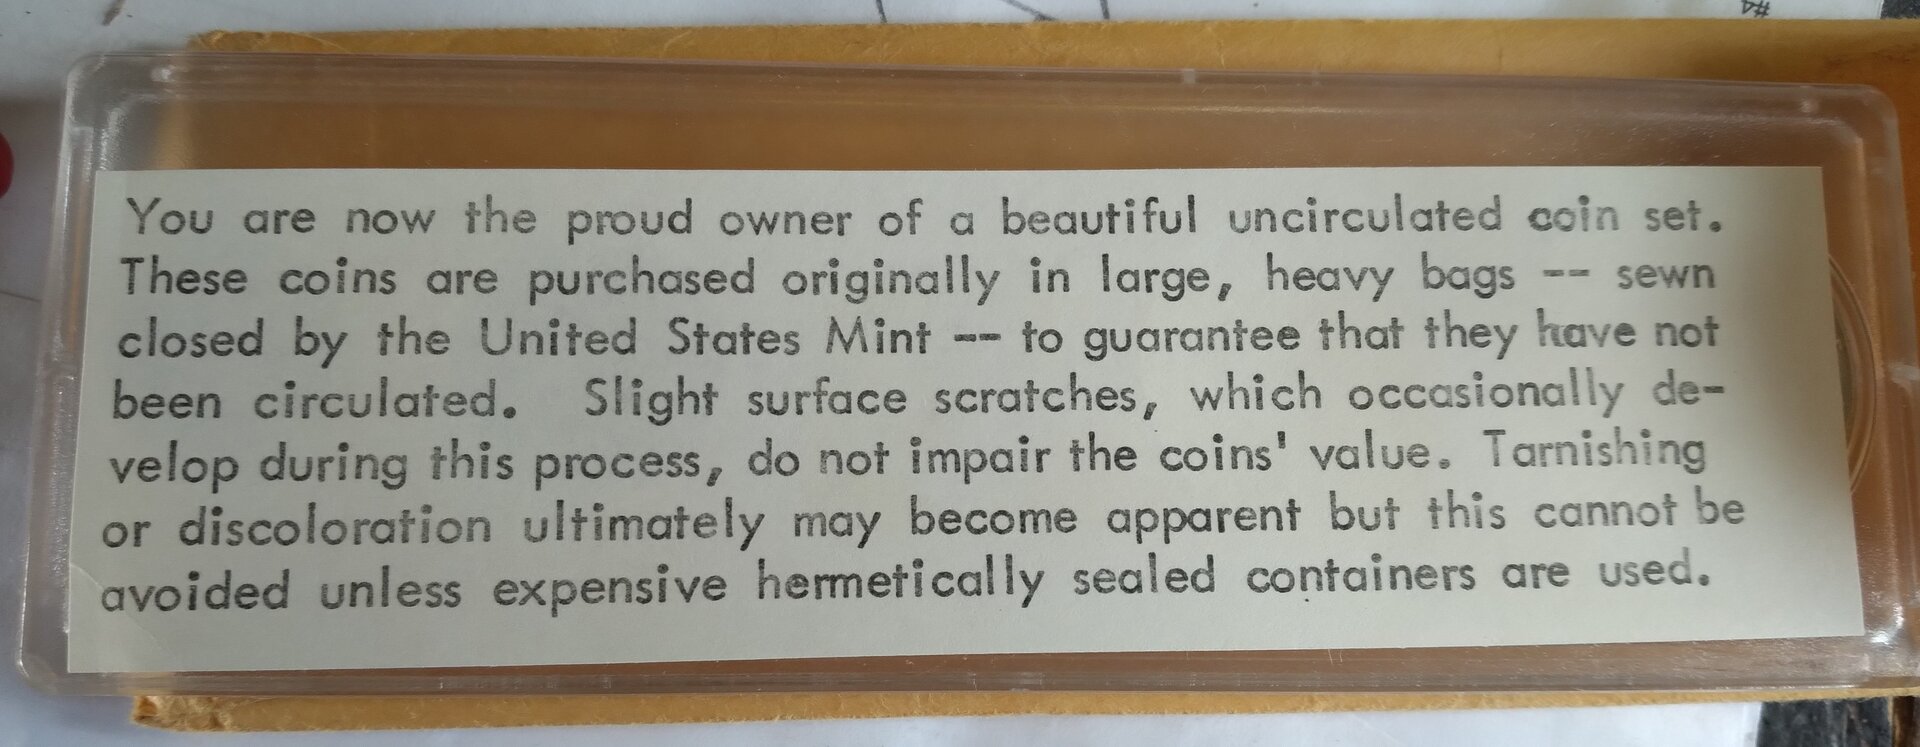 #4
You are now the proud owner of a beautiful uncirculated coin set.
These coins are purchased originally in large, heavy bags -- sewn
closed by the United States Mint -- to guarantee that they have not
been circulated. Slight surface scratches, which occasionally de-
velop during this process, do not impair the coins' value. Tarnishing
or discoloration ultimately may become apparent but this cannot be
avoided unless expensive hermetically sealed containers are used.